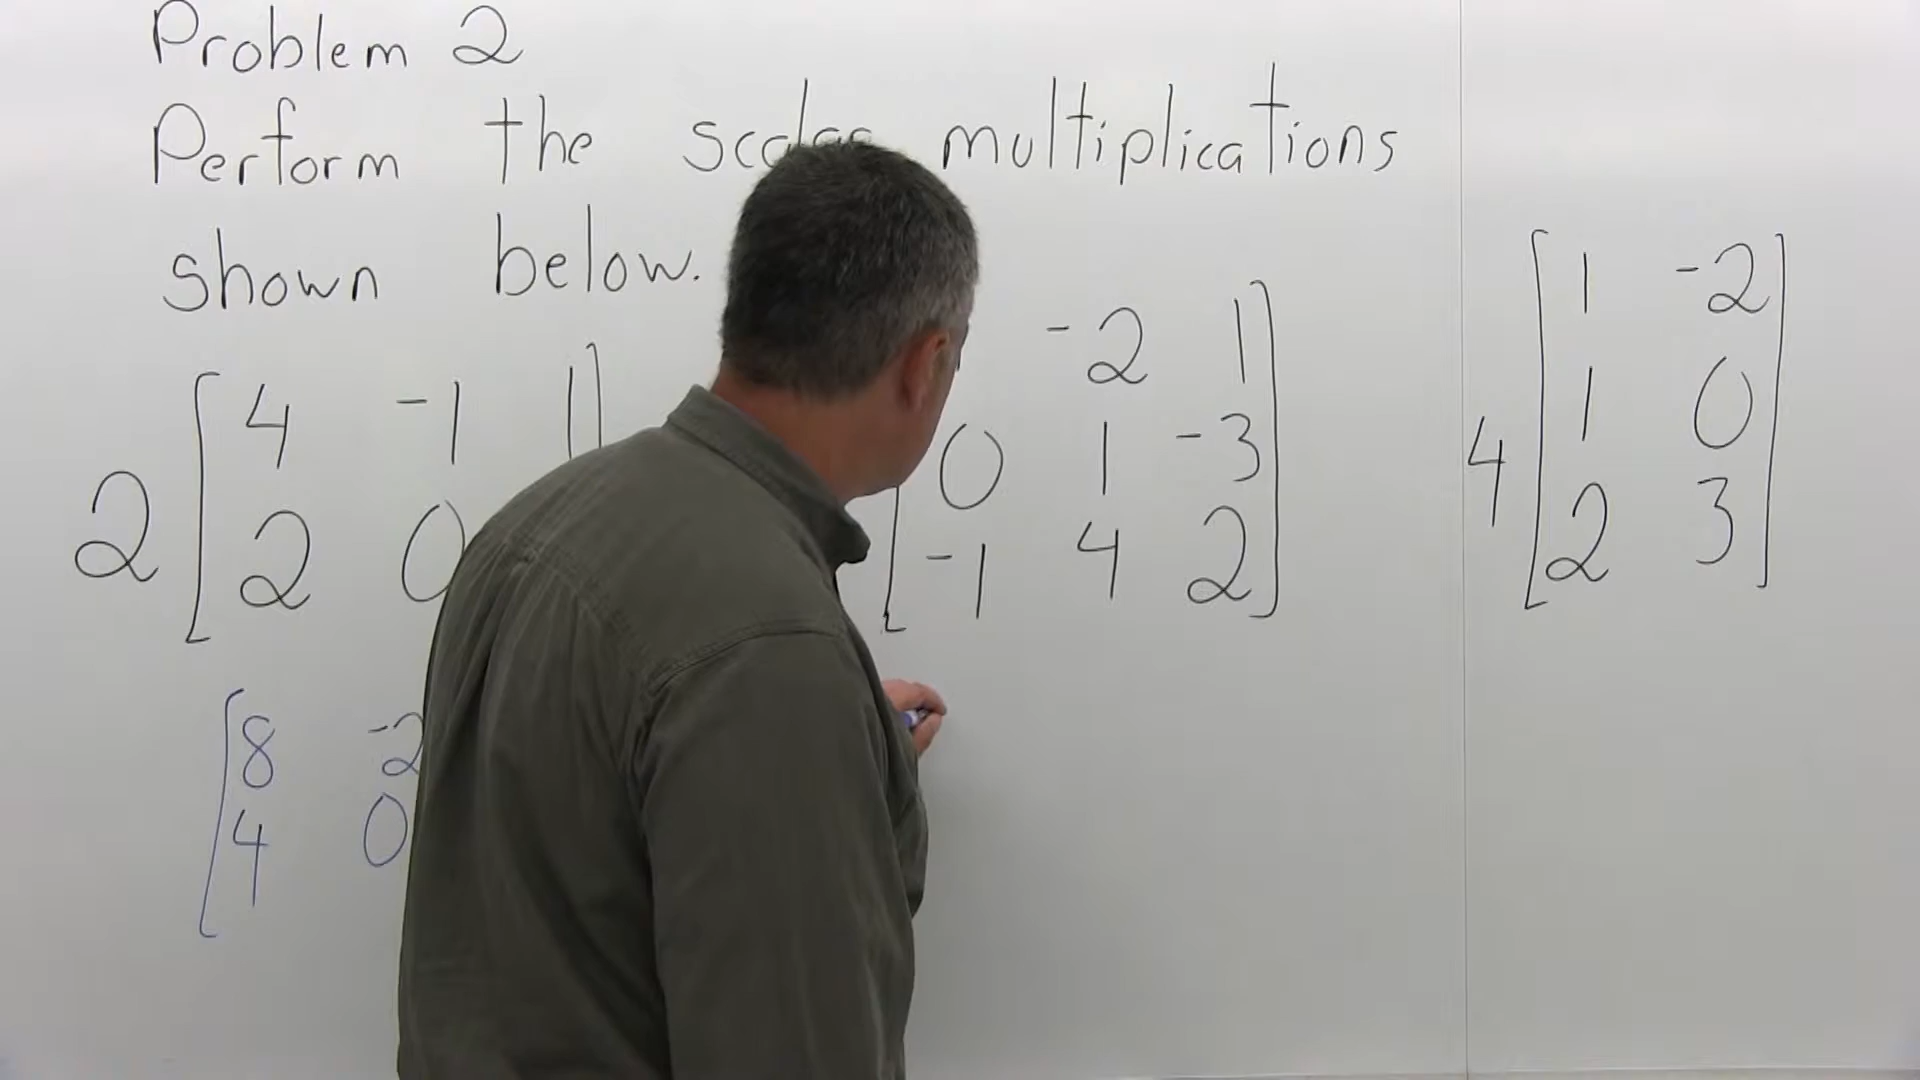 Problem 2
Perform the scalar multiplications
shown below.
2 [ 4 -1 1 ]
[ 2 0
-2 1 ]
0 1 -3
[ -1 4 2 ]
4 [ 1 -2 ]
1 0
[ 2 3 ]
[ 8 -2
4 0